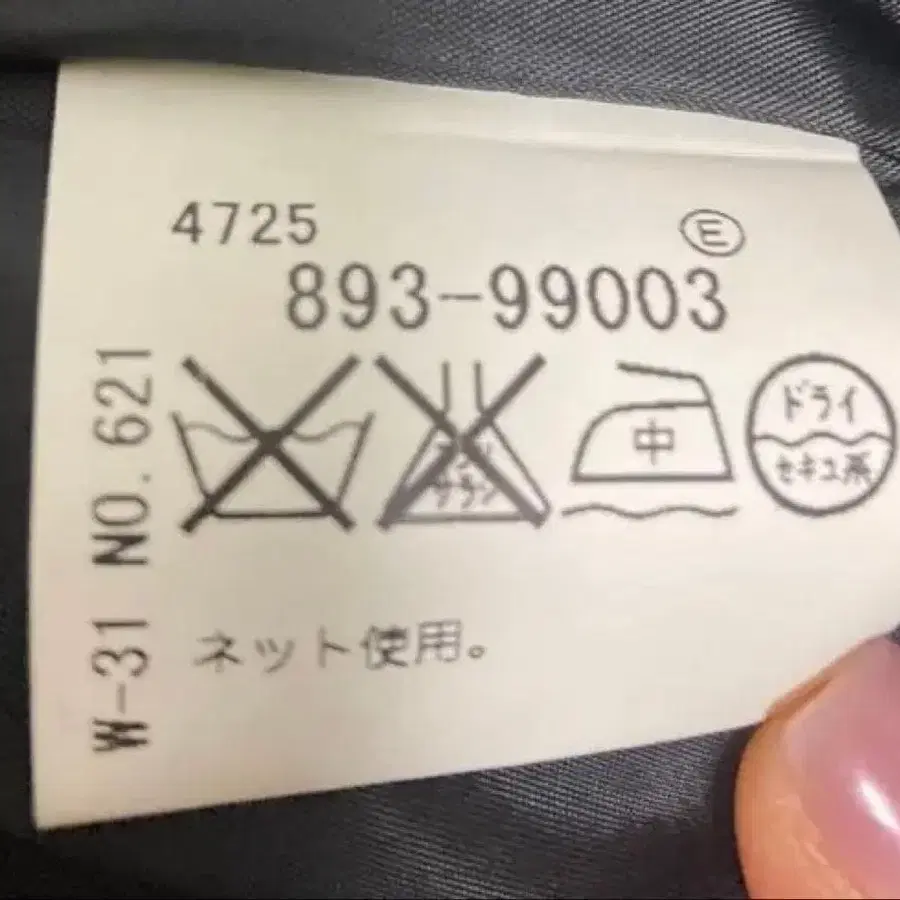 4725
Ⓔ
893-99003
中
ドライ
セキユ系
ネット使用。
W-31 NO.621